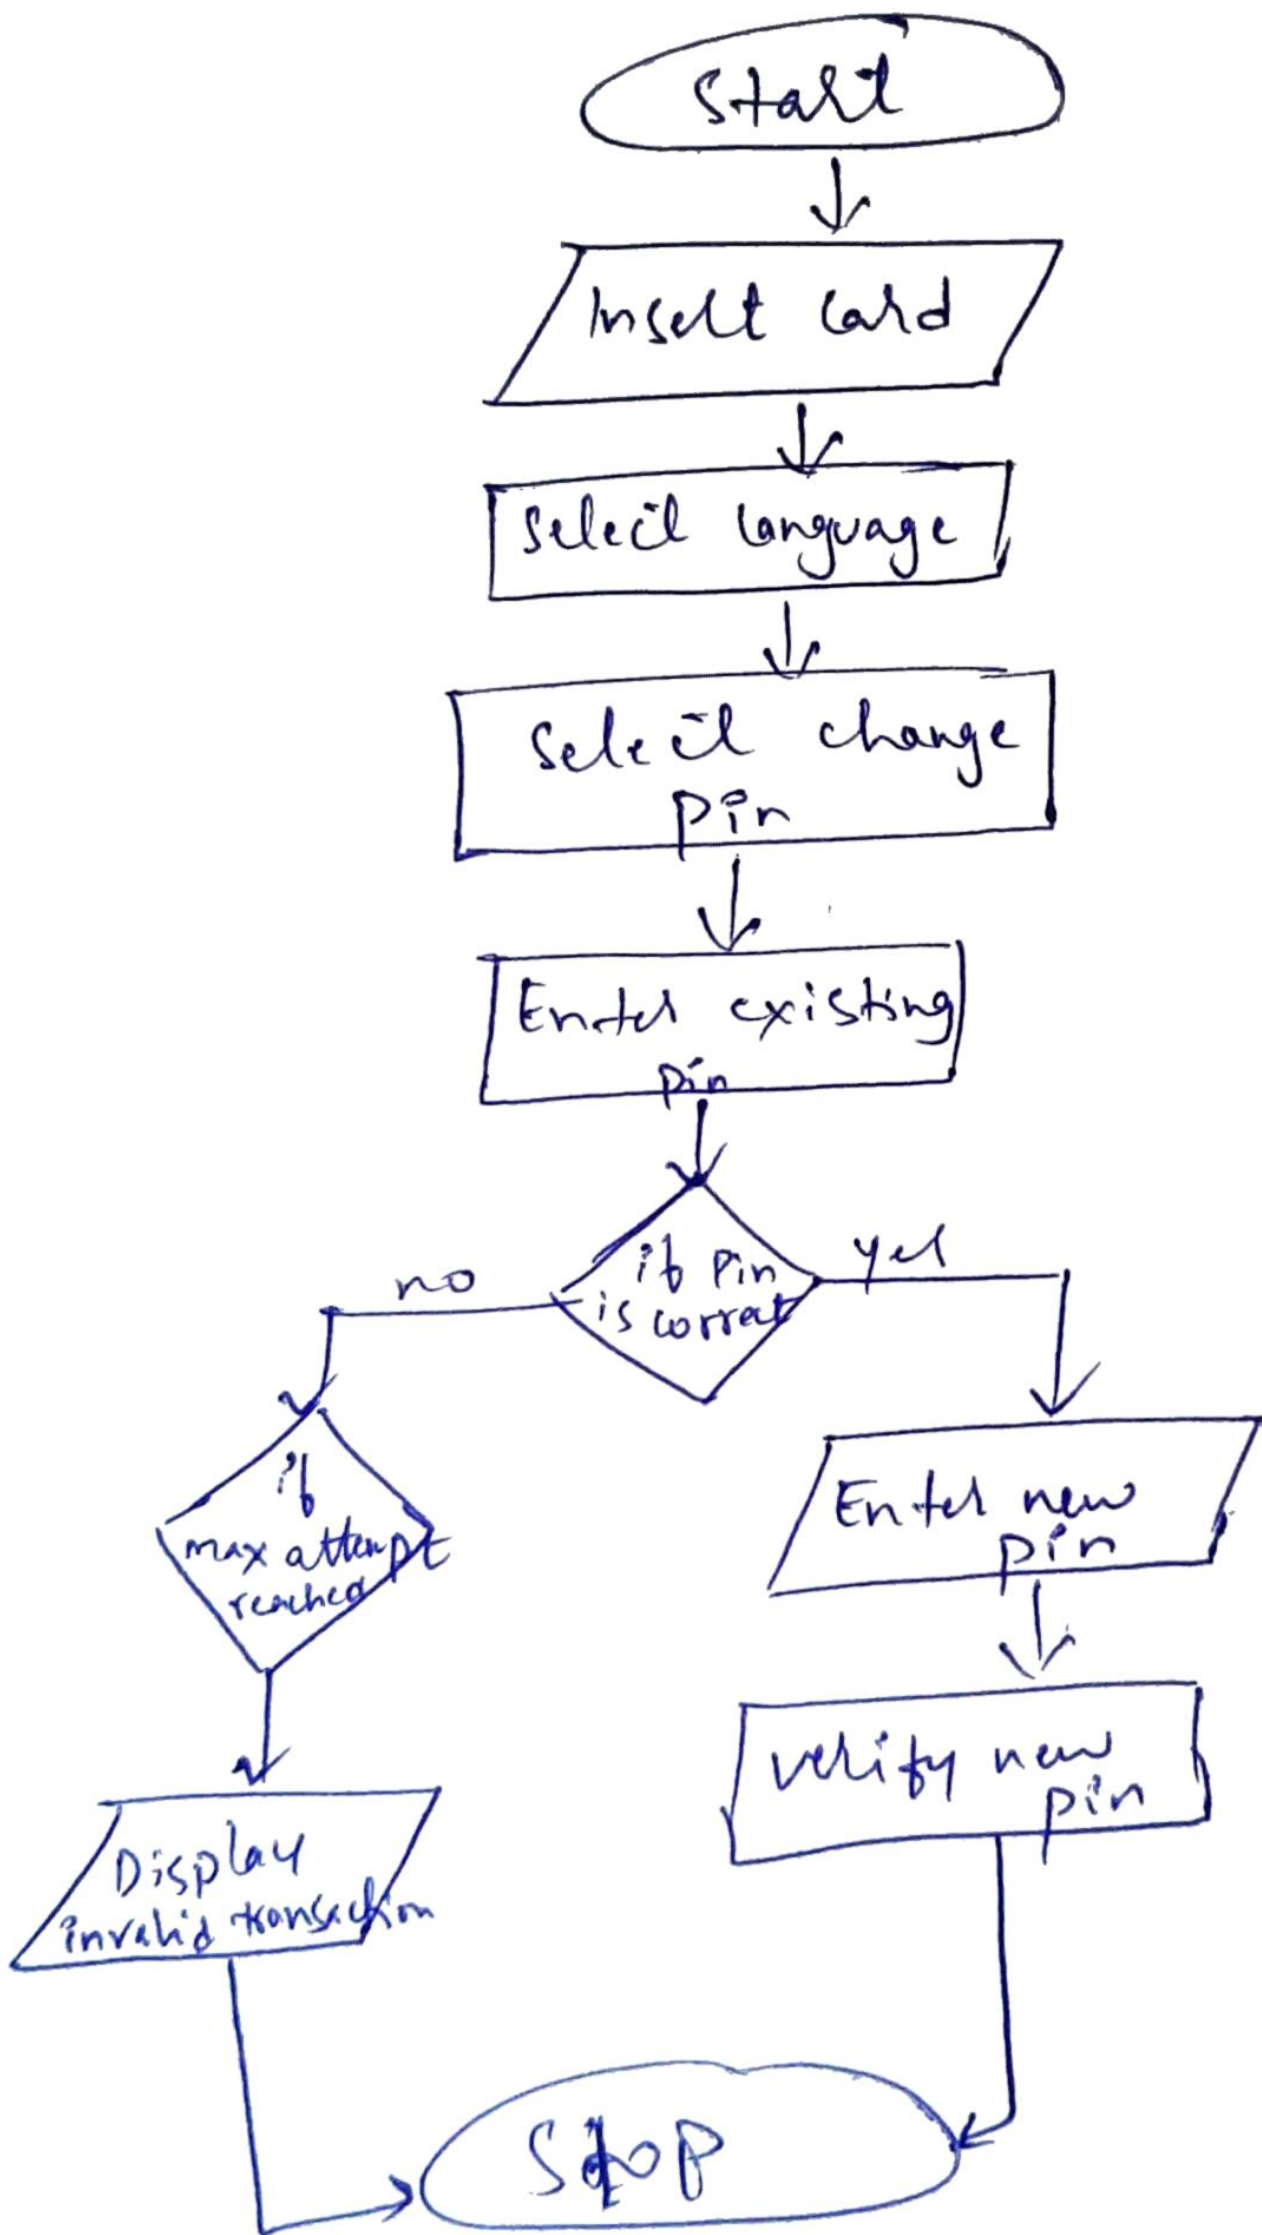 Start
Insert card
Select language
Select change
pin
Enter existing
pin
if pin
is correct
no
yes
if
max attempt
reached
Enter new
pin
verify new
pin
Display
invalid transaction
Stop